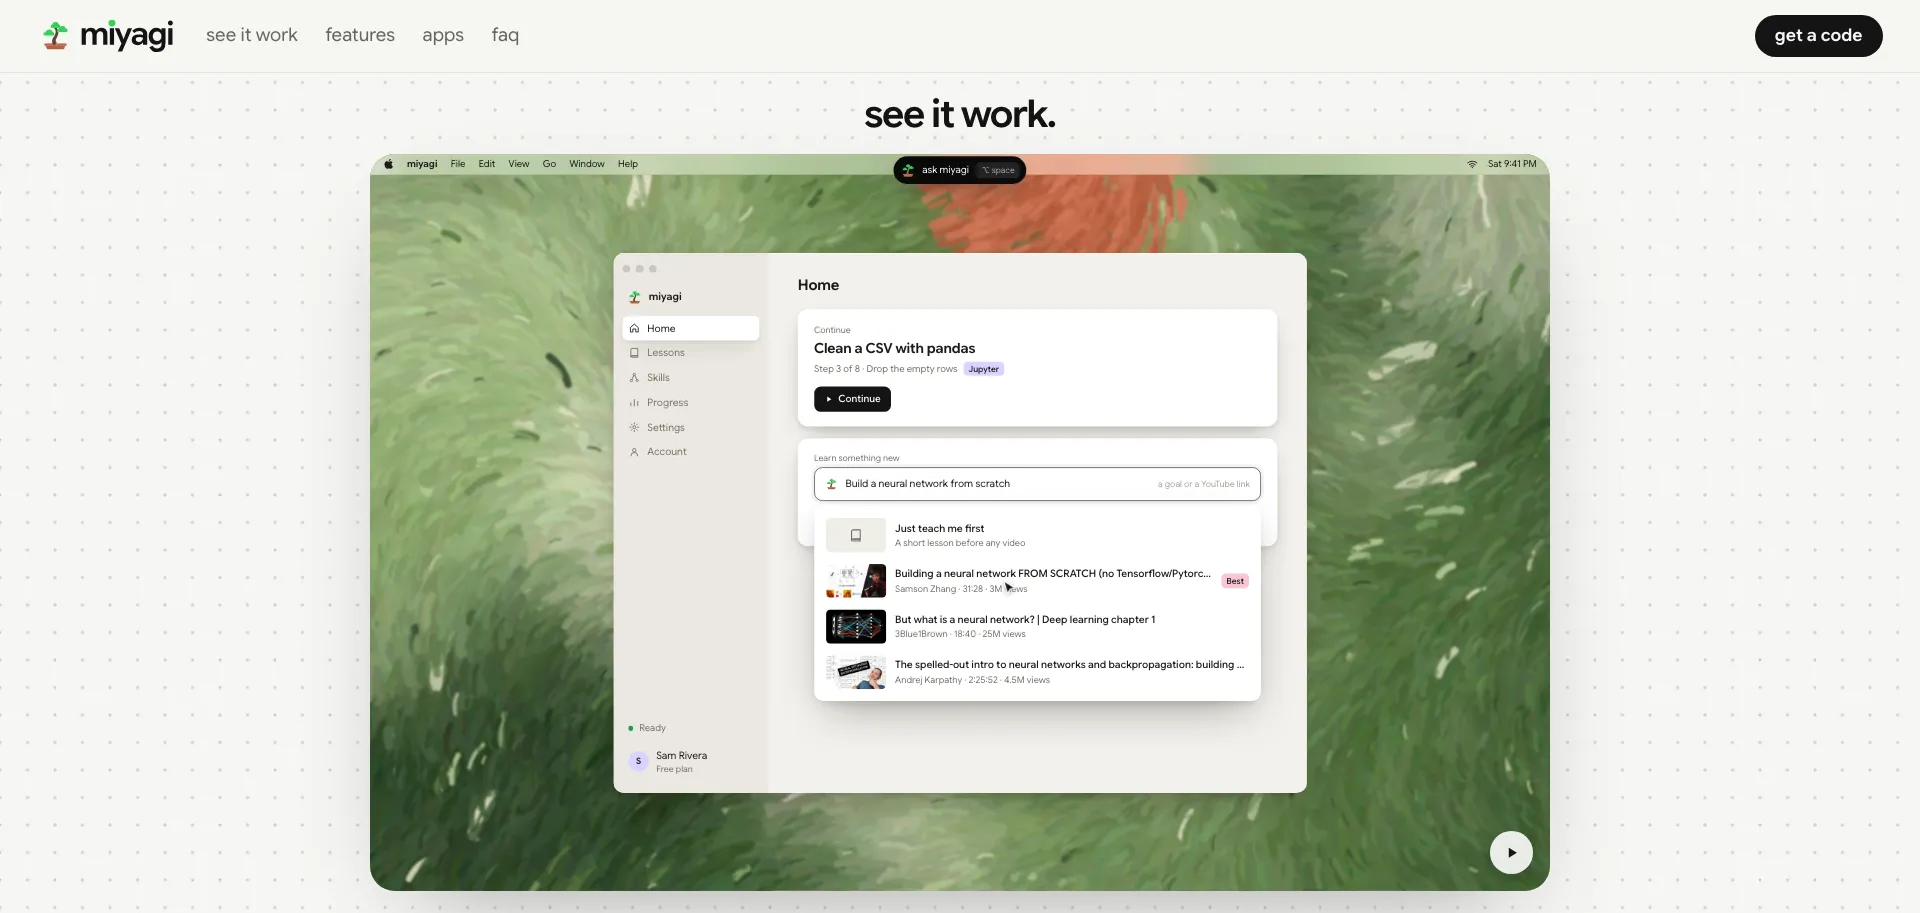 miyagi
see it work
features
apps
faq
get a code
see it work.
miyagi File Edit View Go Window Help
ask miyagi ⌥ space
Sat 9:41 PM
miyagi
Home
Lessons
Skills
Progress
Settings
Account
Ready
S
Sam Rivera
Free plan
Home
Continue
Clean a CSV with pandas
Step 3 of 8 · Drop the empty rows Jupyter
Continue
Learn something new
Build a neural network from scratch a goal or a YouTube link
Just teach me first
A short lesson before any video
Building a neural network FROM SCRATCH (no Tensorflow/Pytorc...
Samson Zhang · 31:28 · 3M
Best
But what is a neural network? | Deep learning chapter 1
3Blue1Brown · 18:40 · 25M views
The spelled-out intro to neural networks and backpropagation: building ...
Andrej Karpathy · 2:25:52 · 4.5M views